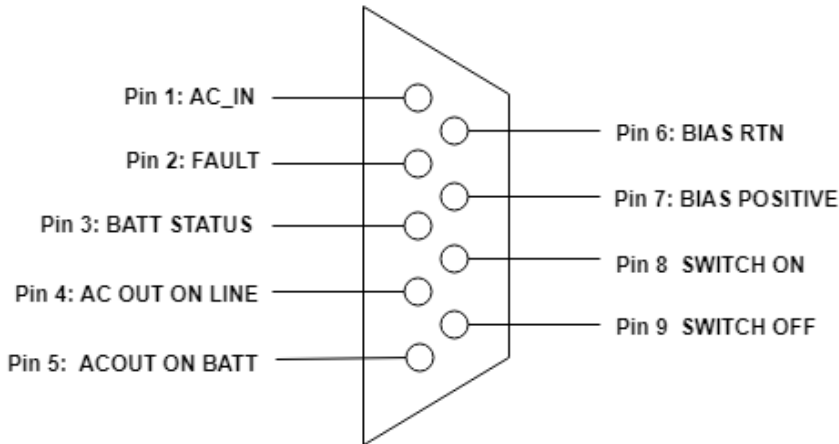 Pin 1: AC_IN
Pin 2: FAULT
Pin 3: BATT STATUS
Pin 4: AC OUT ON LINE
Pin 5: ACOUT ON BATT
Pin 6: BIAS RTN
Pin 7: BIAS POSITIVE
Pin 8 SWITCH ON
Pin 9 SWITCH OFF